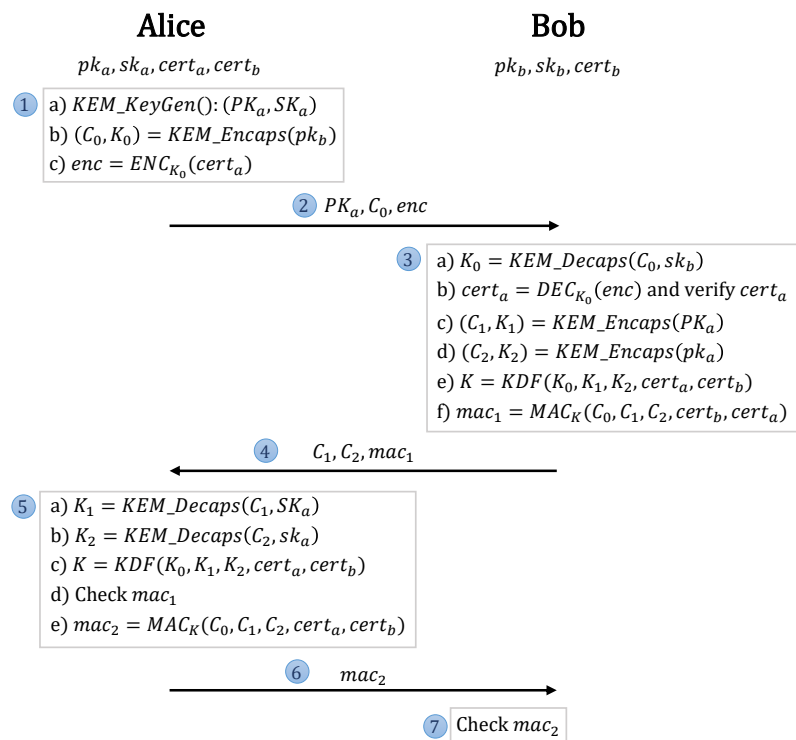 Alice
Bob
pk_a, sk_a, cert_a, cert_b
pk_b, sk_b, cert_b
1
a) KEM_KeyGen(): (PK_a, SK_a)
b) (C_0, K_0) = KEM_Encaps(pk_b)
c) enc = ENC_{K_0}(cert_a)
2 PK_a, C_0, enc
3
a) K_0 = KEM_Decaps(C_0, sk_b)
b) cert_a = DEC_{K_0}(enc) and verify cert_a
c) (C_1, K_1) = KEM_Encaps(PK_a)
d) (C_2, K_2) = KEM_Encaps(pk_a)
e) K = KDF(K_0, K_1, K_2, cert_a, cert_b)
f) mac_1 = MAC_K(C_0, C_1, C_2, cert_b, cert_a)
4 C_1, C_2, mac_1
5
a) K_1 = KEM_Decaps(C_1, SK_a)
b) K_2 = KEM_Decaps(C_2, sk_a)
c) K = KDF(K_0, K_1, K_2, cert_a, cert_b)
d) Check mac_1
e) mac_2 = MAC_K(C_0, C_1, C_2, cert_a, cert_b)
6 mac_2
7 Check mac_2